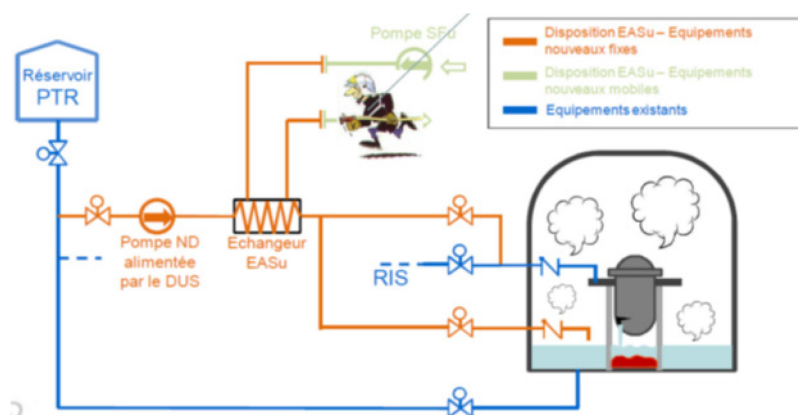 Pompe SFu
Disposition EASu – Equipements
nouveaux fixes
Disposition EASu – Equipements
nouveaux mobiles
Equipements existants
Réservoir
PTR
Pompe ND
alimentée
par le DUS
Echangeur
EASu
RIS